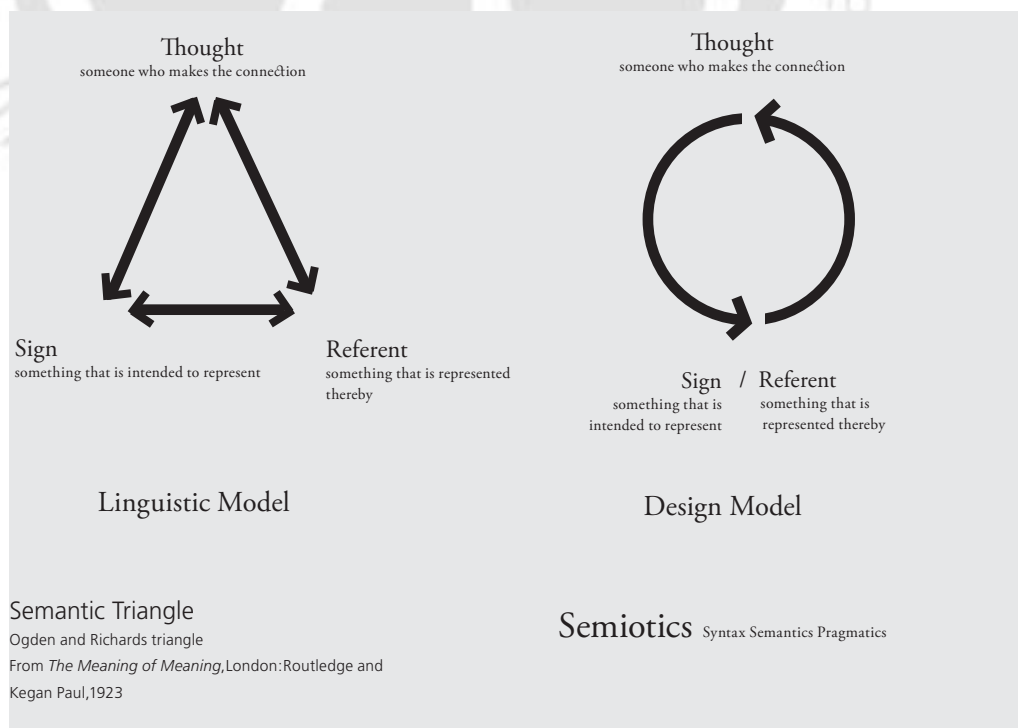 Thought
someone who makes the connection
Sign
something that is intended to represent
Referent
something that is represented
thereby
Linguistic Model
Semantic Triangle
Ogden and Richards triangle
From The Meaning of Meaning,London:Routledge and
Kegan Paul,1923
Thought
someone who makes the connection
Sign / Referent
something that is
intended to represent
something that is
represented thereby
Design Model
Semiotics Syntax Semantics Pragmatics